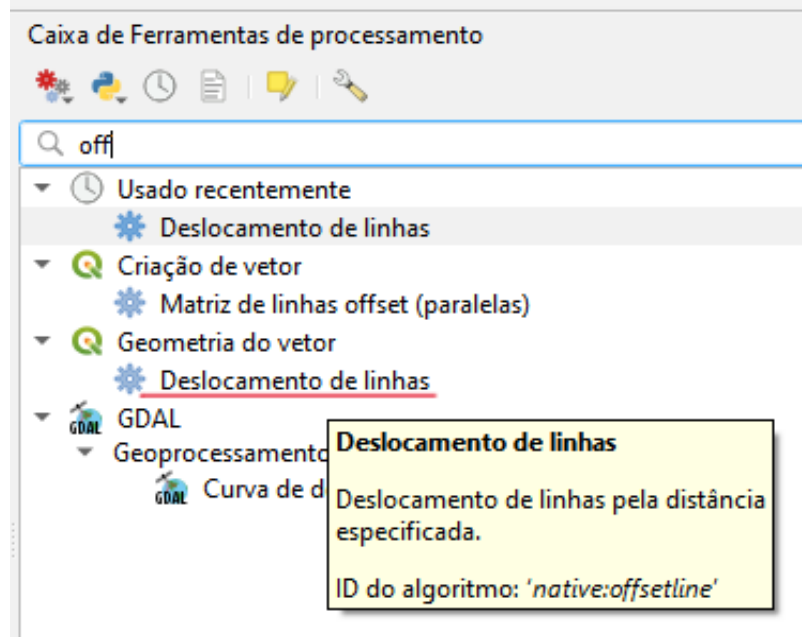 Caixa de Ferramentas de processamento
off
Usado recentemente
Deslocamento de linhas
Criação de vetor
Matriz de linhas offset (paralelas)
Geometria do vetor
Deslocamento de linhas
GDAL
Geoprocessamento
GDAL Curva de d
Deslocamento de linhas
Deslocamento de linhas pela distância
especificada.
ID do algoritmo: 'native:offsetline'